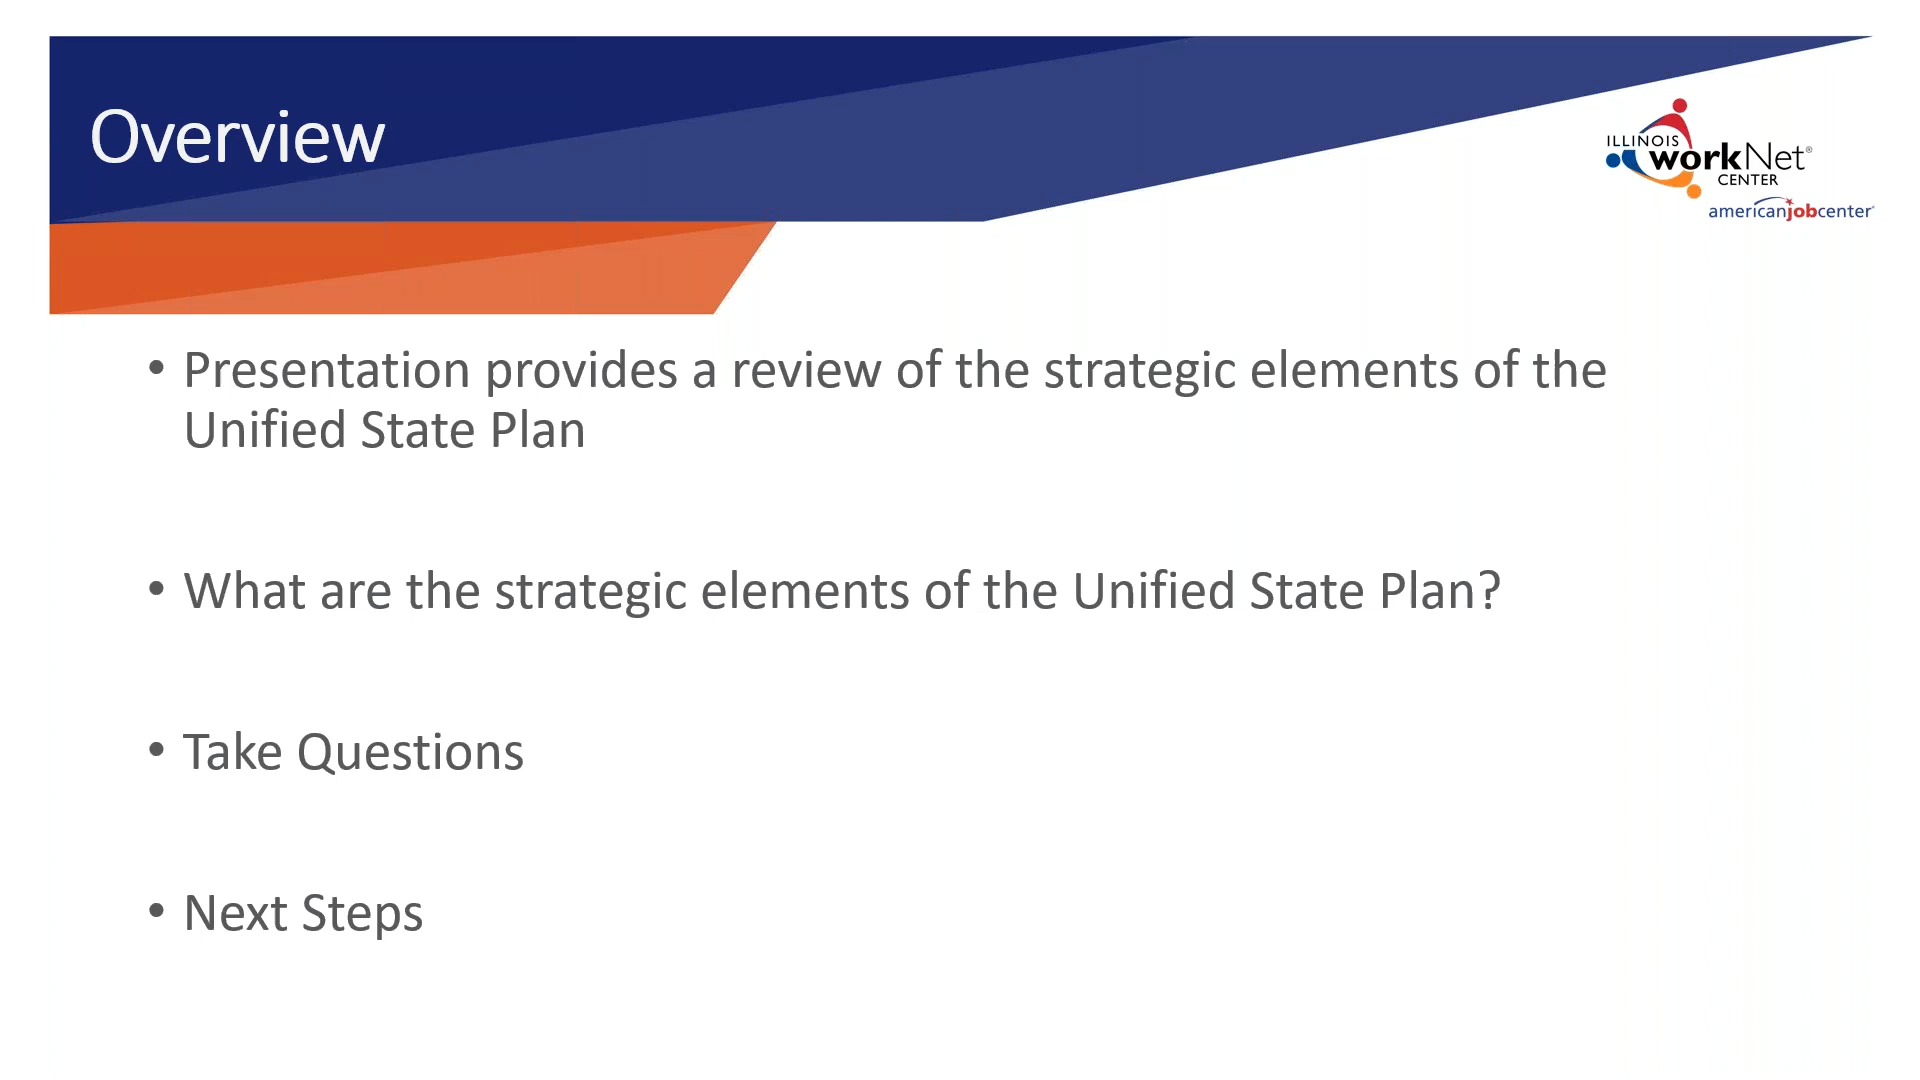 Overview
ILLINOIS
workNet®
CENTER
americanjobcenter®
• Presentation provides a review of the strategic elements of the
Unified State Plan
• What are the strategic elements of the Unified State Plan?
• Take Questions
• Next Steps